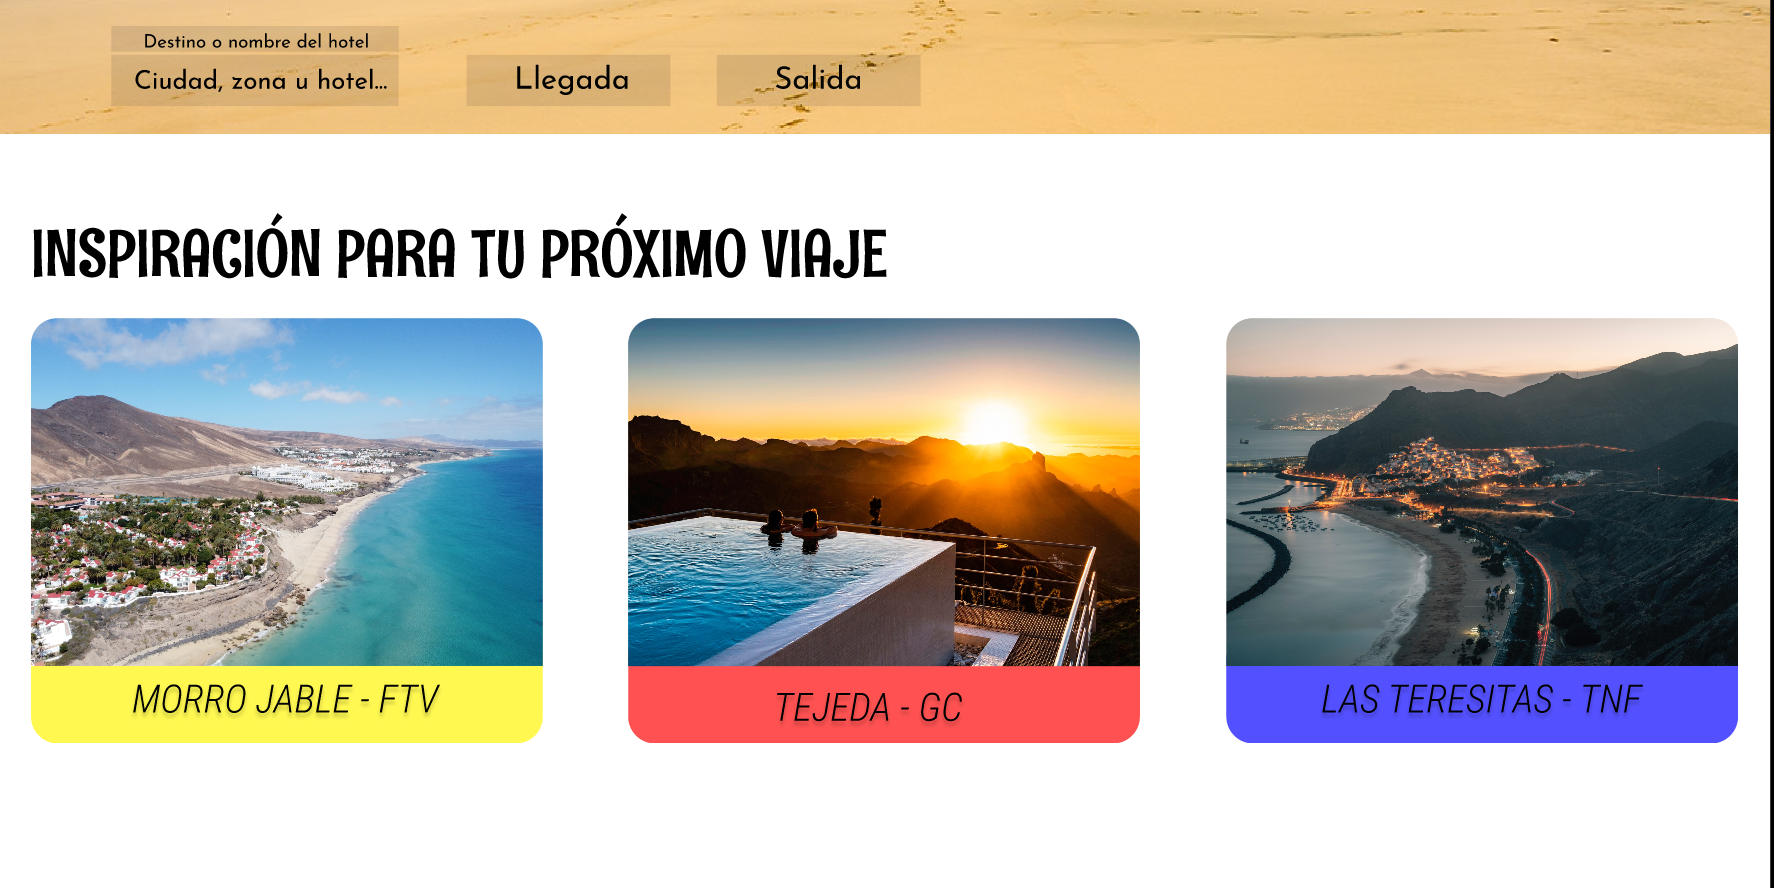 Destino o nombre del hotel
Ciudad, zona u hotel...
Llegada
Salida
INSPIRACIÓN PARA TU PRÓXIMO VIAJE
MORRO JABLE - FTV
TEJEDA - GC
LAS TERESITAS - TNF